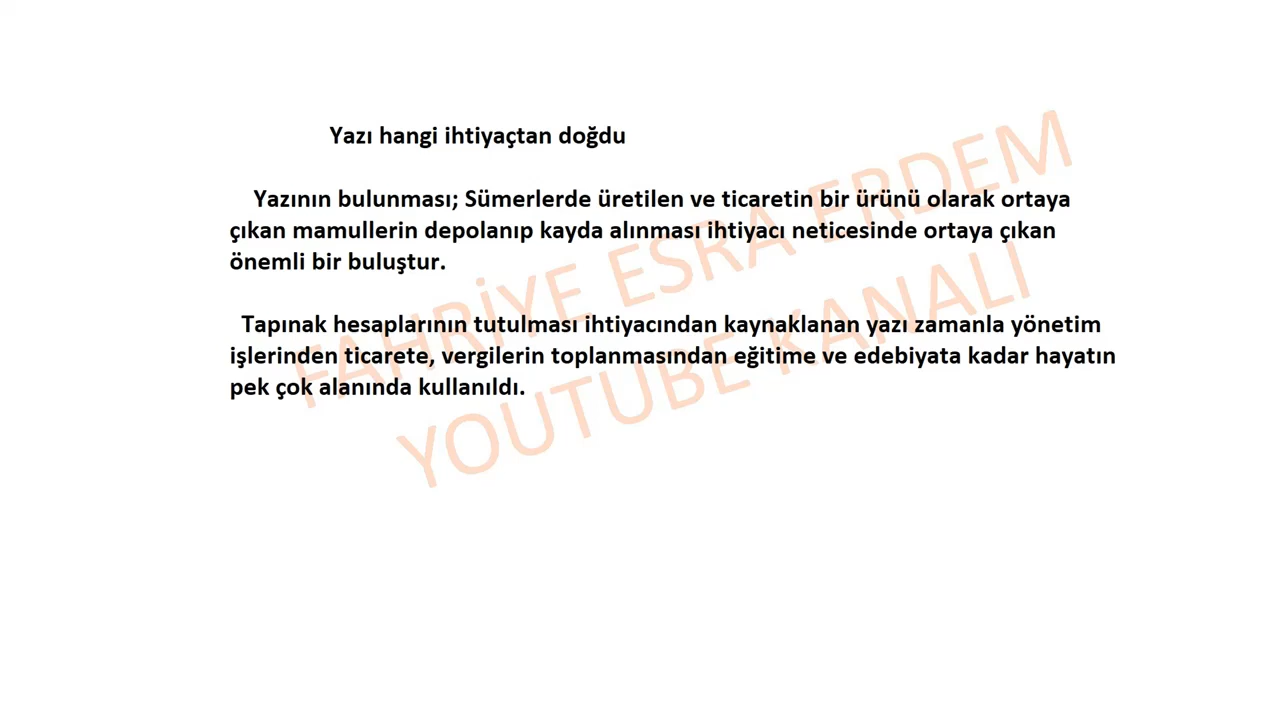 Yazı hangi ihtiyaçtan doğdu
Yazının bulunması; Sümerlerde üretilen ve ticaretin bir ürünü olarak ortaya
çıkan mamullerin depolanıp kayda alınması ihtiyacı neticesinde ortaya çıkan
önemli bir buluştur.
Tapınak hesaplarının tutulması ihtiyacından kaynaklanan yazı zamanla yönetim
işlerinden ticarete, vergilerin toplanmasından eğitime ve edebiyata kadar hayatın
pek çok alanında kullanıldı.
FAHRİYE ESRA ERDEM
YOUTUBE KANALI